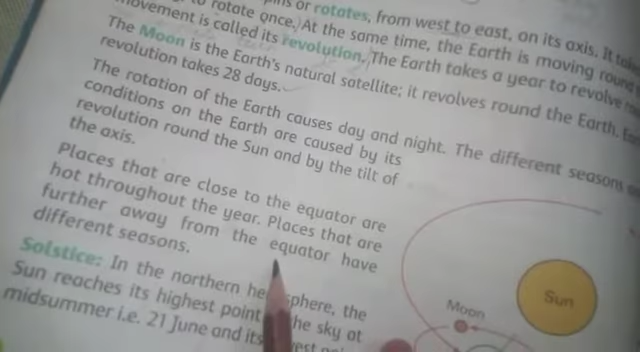 or rotates, from west to east, on its axis. It
to rotate once. At the same time, the Earth is moving round
movement is called its revolution. The Earth takes a year to revolve
The Moon is the Earth's natural satellite; it revolves round the Earth.
revolution takes 28 days.
The rotation of the Earth causes day and night. The different seasons
conditions on the Earth are caused by its
revolution round the Sun and by the tilt of
the axis.
Places that are close to the equator are
hot throughout the year. Places that are
further away from the equator have
different seasons.
Solstice: In the northern the
Sun reaches its highest point sky at
midsummer i.e. 21 June and its
Moon
Sun